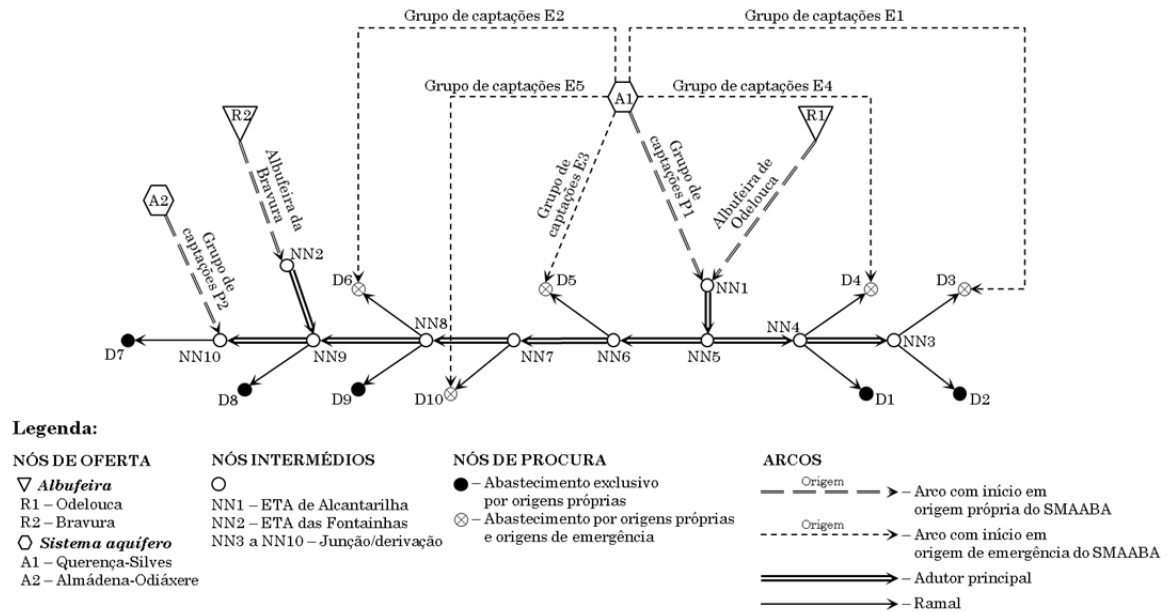 Grupo de captações E2
Grupo de captações E1
Grupo de captações E5
Grupo de captações E4
A1
R2
R1
Albufeira da
Bravura
Grupo de
captações E3
Grupo de
captações P1
Albufeira de
Odelouca
A2
Grupo de
captações P2
NN2
D6
D5
NN1
D4
D3
D7
NN10
NN9
NN8
NN7
NN6
NN5
NN4
NN3
D8
D9
D10
D1
D2
Legenda:
NÓS DE OFERTA
Albufeira
R1 – Odelouca
R2 – Bravura
Sistema aquífero
A1 – Querença-Silves
A2 – Almádena-Odiáxere
NÓS INTERMÉDIOS
NN1 – ETA de Alcantarilha
NN2 – ETA das Fontainhas
NN3 a NN10 – Junção/derivação
NÓS DE PROCURA
– Abastecimento exclusivo
por origens próprias
– Abastecimento por origens próprias
e origens de emergência
ARCOS
Origem
– Arco com início em
origem própria do SMAABA
Origem
– Arco com início em
origem de emergência do SMAABA
– Adutor principal
– Ramal